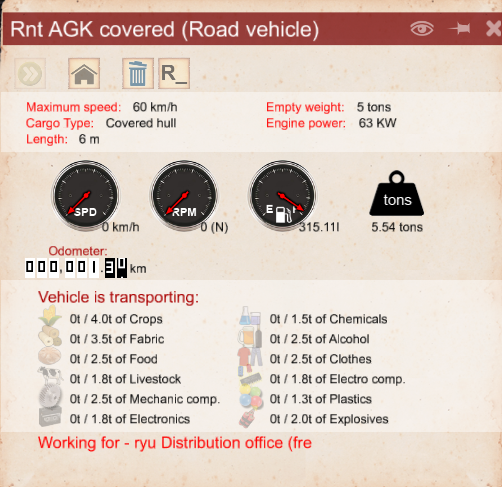 Rnt AGK covered (Road vehicle)
R_
Maximum speed: 60 km/h
Empty weight: 5 tons
Cargo Type: Covered hull
Engine power: 63 KW
Length: 6 m
SPD
RPM
E F
tons
0 km/h
0 (N)
315.11l
5.54 tons
Odometer:
000,001.30 km
Vehicle is transporting:
0t / 4.0t of Crops
0t / 1.5t of Chemicals
0t / 3.5t of Fabric
0t / 2.5t of Alcohol
0t / 2.5t of Food
0t / 2.5t of Clothes
0t / 1.8t of Livestock
0t / 1.8t of Electro comp.
0t / 2.5t of Mechanic comp.
0t / 1.3t of Plastics
0t / 1.8t of Electronics
0t / 2.0t of Explosives
Working for - ryu Distribution office (fre